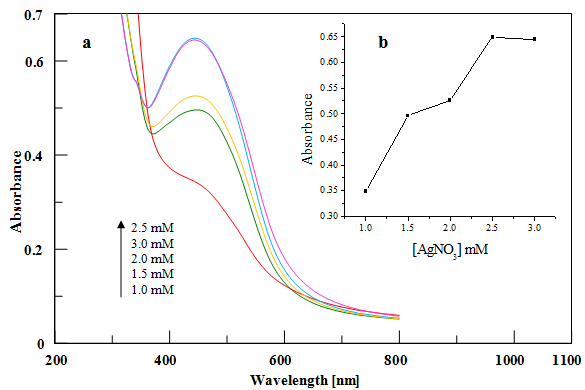 0.7
0.6
0.4
0.2
0
Absorbance
200
400
600
800
1000
1100
Wavelength [nm]
a
2.5 mM
3.0 mM
2.0 mM
1.5 mM
1.0 mM
b
0.65
0.60
0.55
0.50
0.45
0.40
0.35
0.30
Absorbance
1.0
1.5
2.0
2.5
3.0
[AgNO3] mM